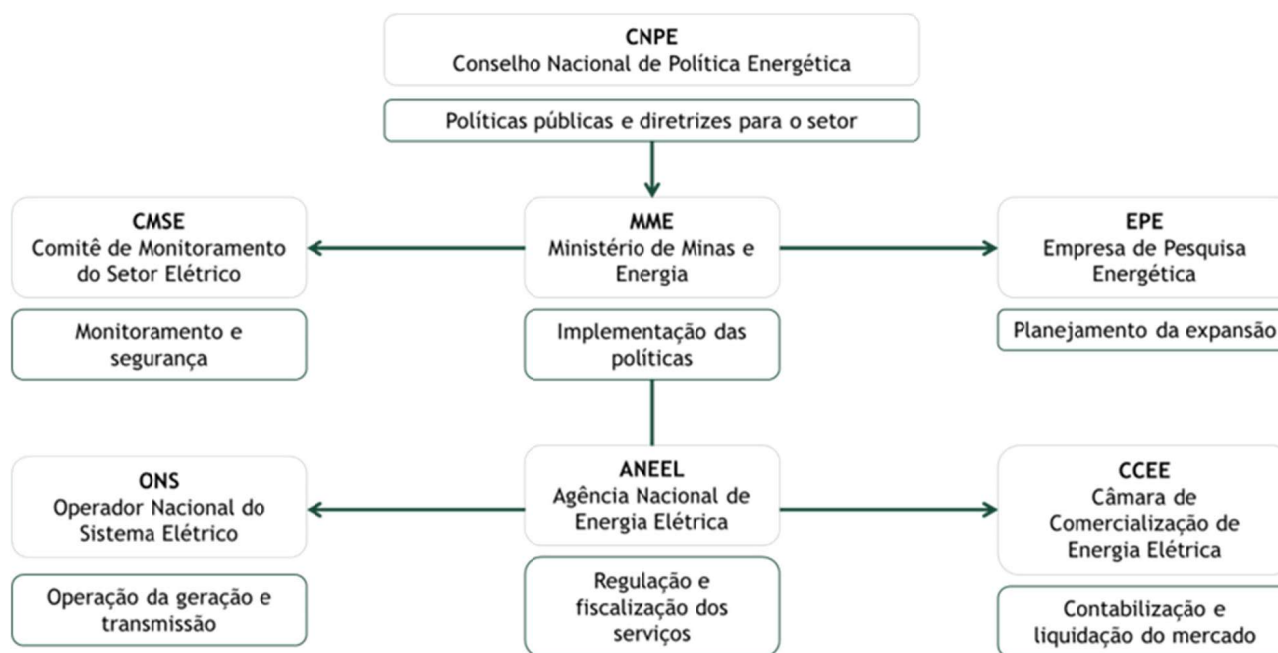 CNPE
Conselho Nacional de Política Energética
Políticas públicas e diretrizes para o setor
CMSE
Comitê de Monitoramento
do Setor Elétrico
Monitoramento e
segurança
MME
Ministério de Minas e
Energia
Implementação das
políticas
EPE
Empresa de Pesquisa
Energética
Planejamento da expansão
ONS
Operador Nacional do
Sistema Elétrico
Operação da geração e
transmissão
ANEEL
Agência Nacional de
Energia Elétrica
Regulação e
fiscalização dos
serviços
CCEE
Câmara de
Comercialização de
Energia Elétrica
Contabilização e
liquidação do mercado